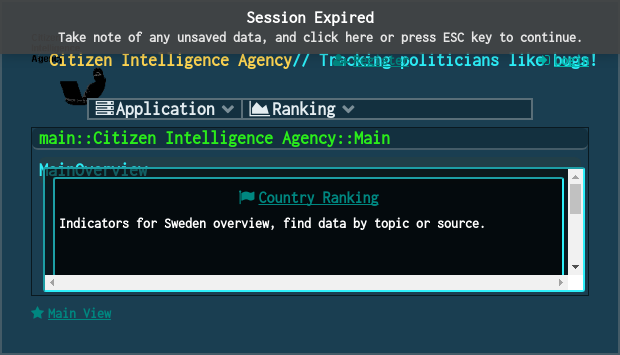 Session Expired
Take note of any unsaved data, and click here or press ESC key to continue.
Citizen Intelligence Agency// Tracking politicians like bugs!
Application
Ranking
main::Citizen Intelligence Agency::Main
MainOverview
Country Ranking
Indicators for Sweden overview, find data by topic or source.
Main View